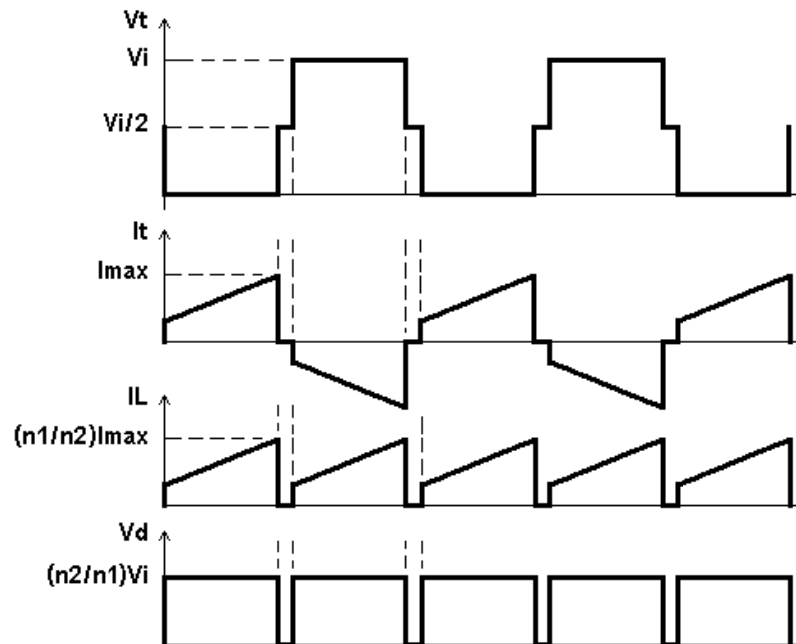 Vt
Vi
Vi/2
It
Imax
IL
(n1/n2)Imax
Vd
(n2/n1)Vi